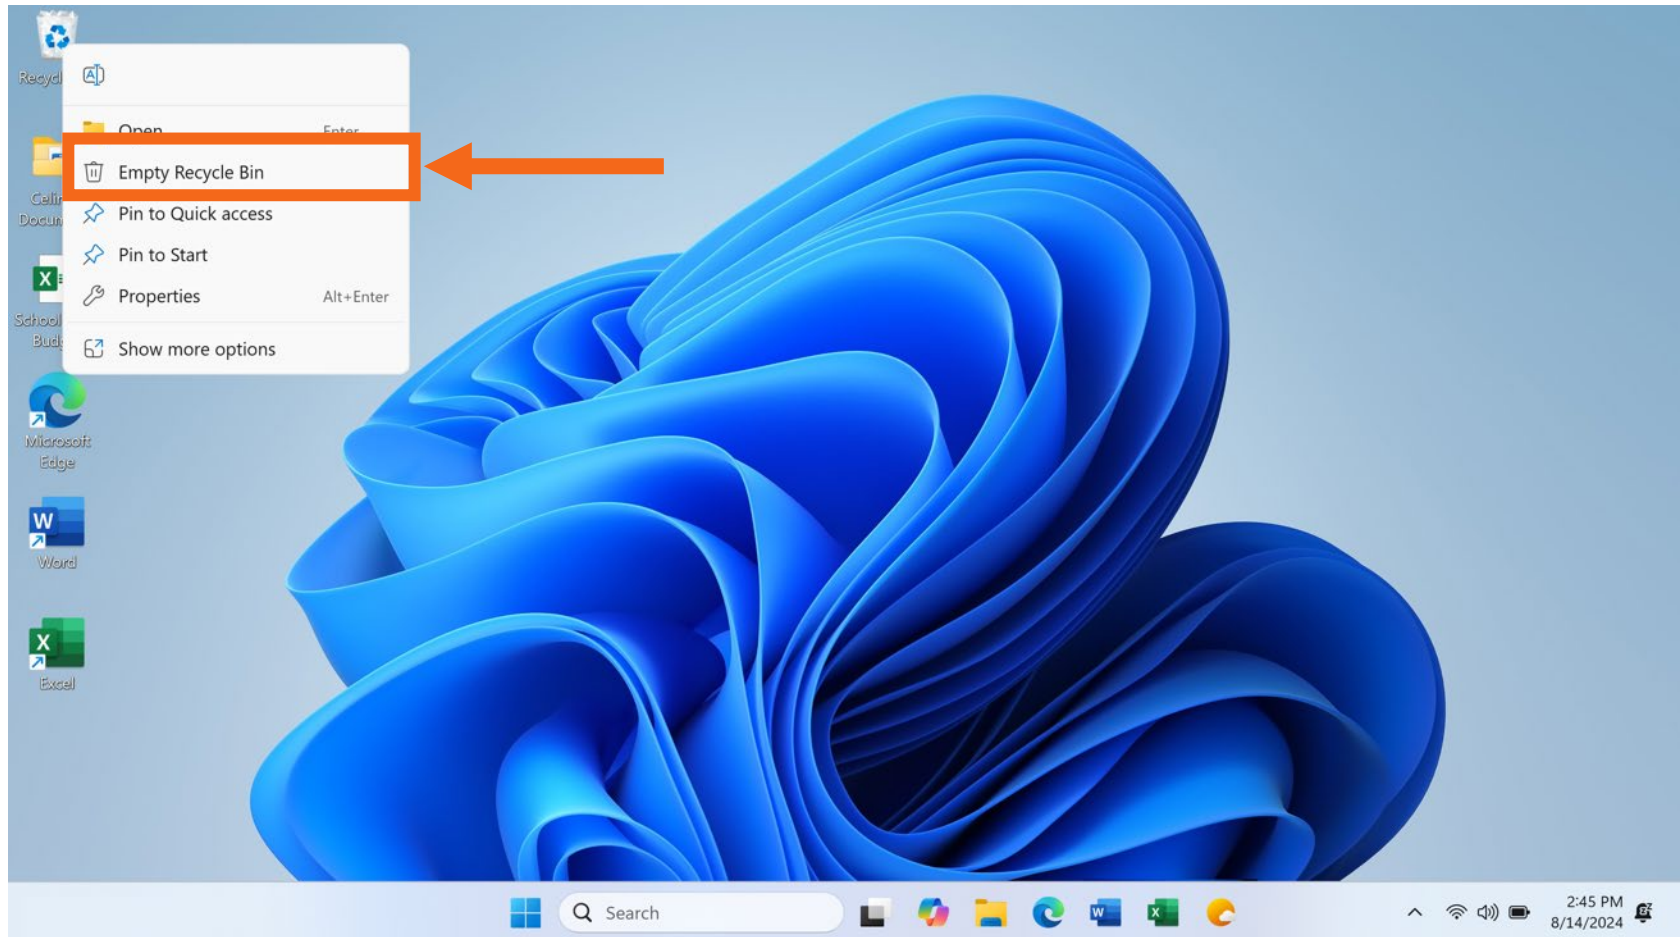 Open Enter
Empty Recycle Bin
Pin to Quick access
Pin to Start
Properties Alt+Enter
Show more options
Microsoft
Edge
Word
Excel
Search
2:45 PM
8/14/2024